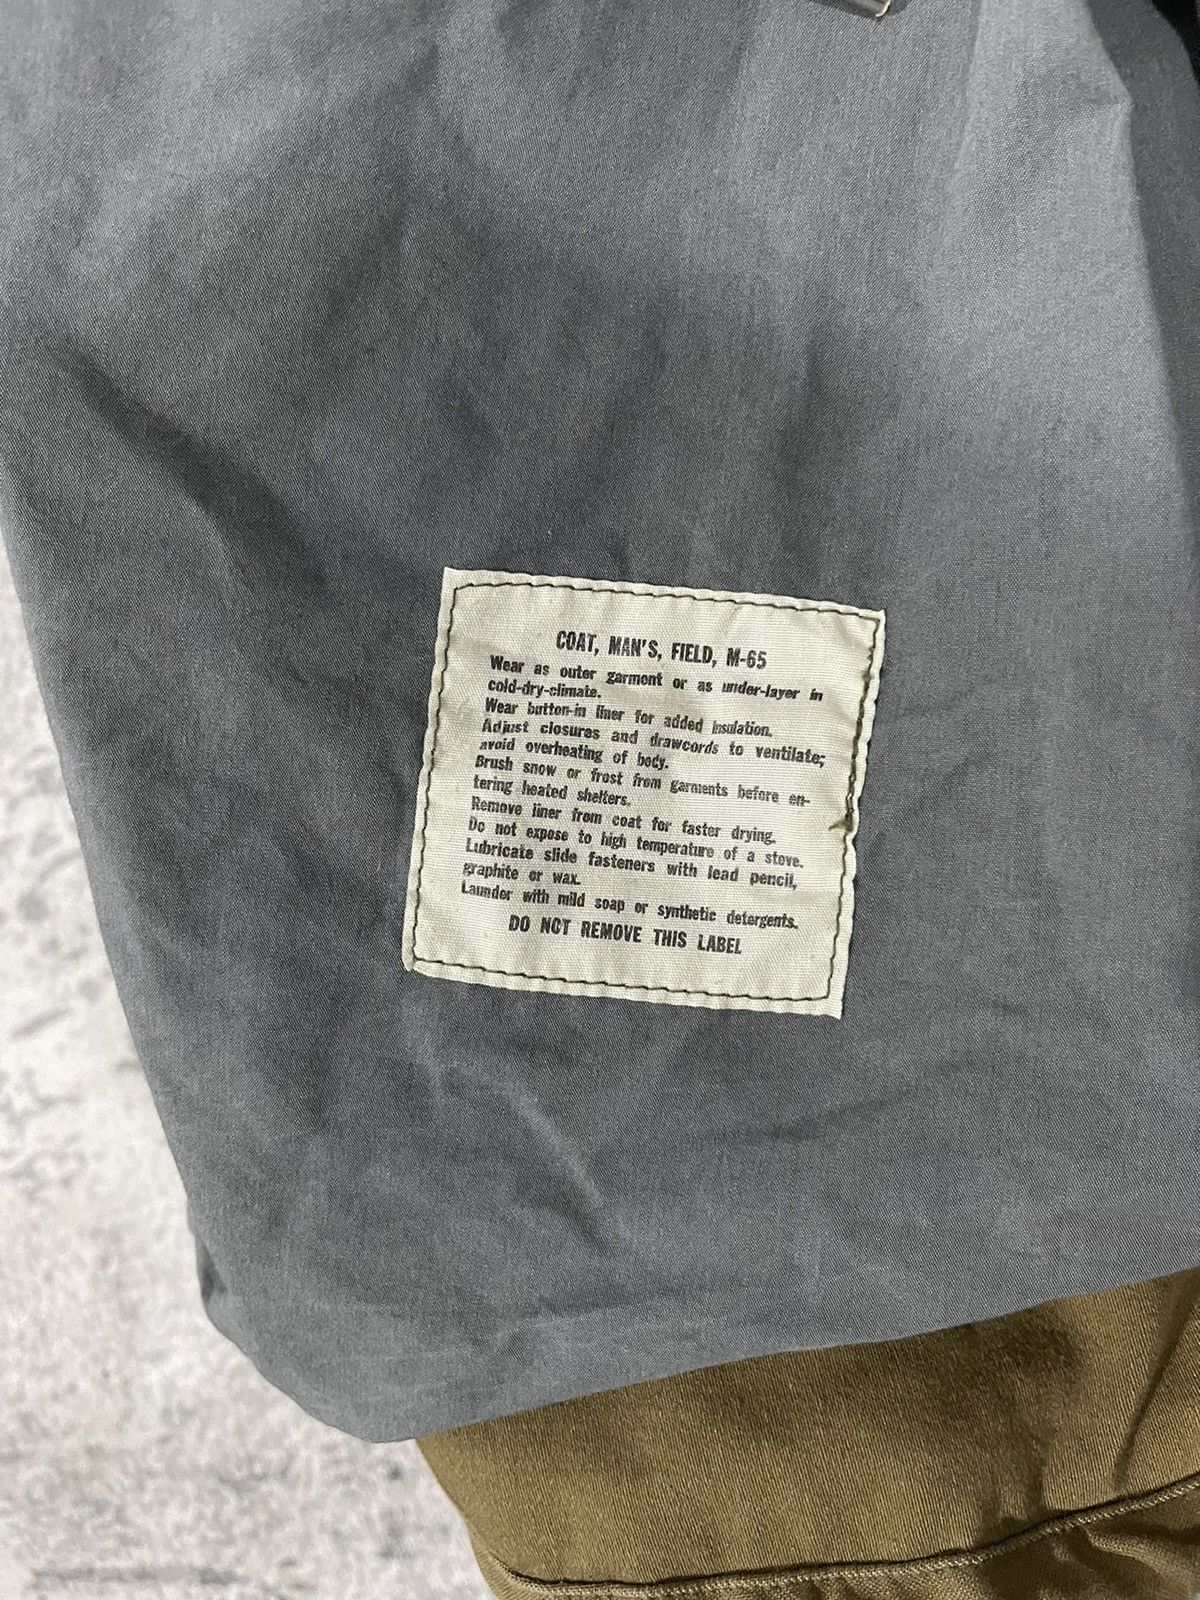 COAT, MAN'S, FIELD, M-65
Wear as outer garment or as under-layer in
cold-dry-climate.
Wear button-in liner for added insulation.
Adjust closures and drawcords to ventilate;
avoid overheating of body.
Brush snow or frost from garments before en-
tering heated shelters.
Remove liner from coat for faster drying.
Do not expose to high temperature of a stove.
Lubricate slide fasteners with lead pencil,
graphite or wax.
Launder with mild soap or synthetic detergents.
DO NOT REMOVE THIS LABEL